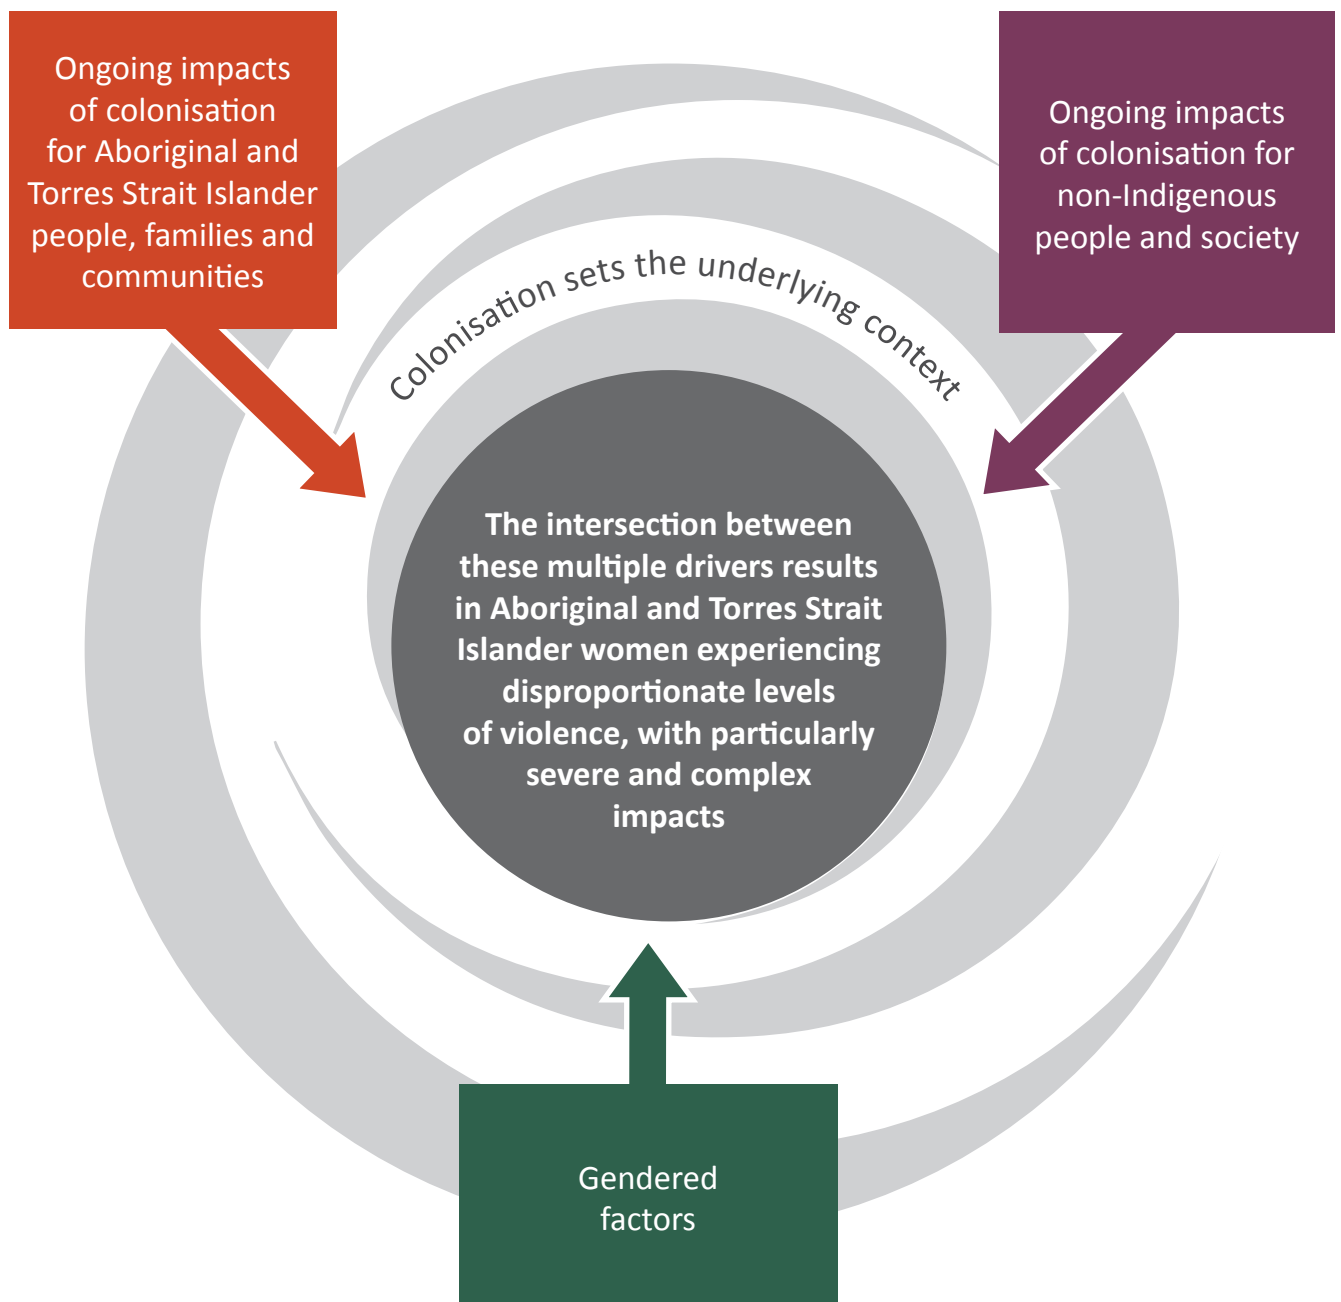 Ongoing impacts
of colonisation
for Aboriginal and
Torres Strait Islander
people, families and
communities
Ongoing impacts
of colonisation for
non-Indigenous
people and society
Colonisation sets the underlying context
The intersection between
these multiple drivers results
in Aboriginal and Torres Strait
Islander women experiencing
disproportionate levels
of violence, with particularly
severe and complex
impacts
Gendered
factors